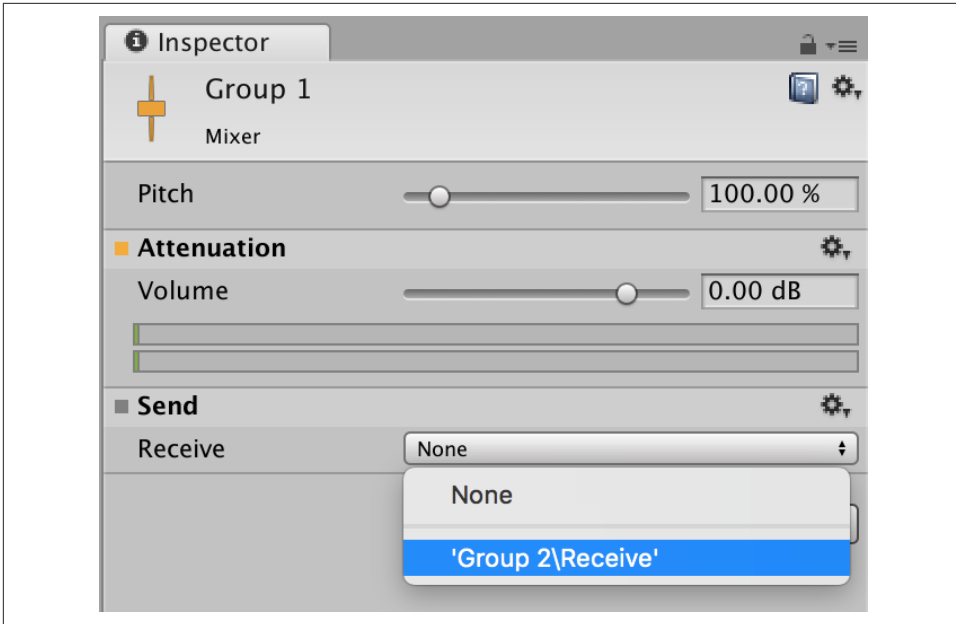 Inspector
Group 1
Mixer
Pitch
100.00 %
Attenuation
Volume
0.00 dB
Send
Receive
None
None
'Group 2\Receive'